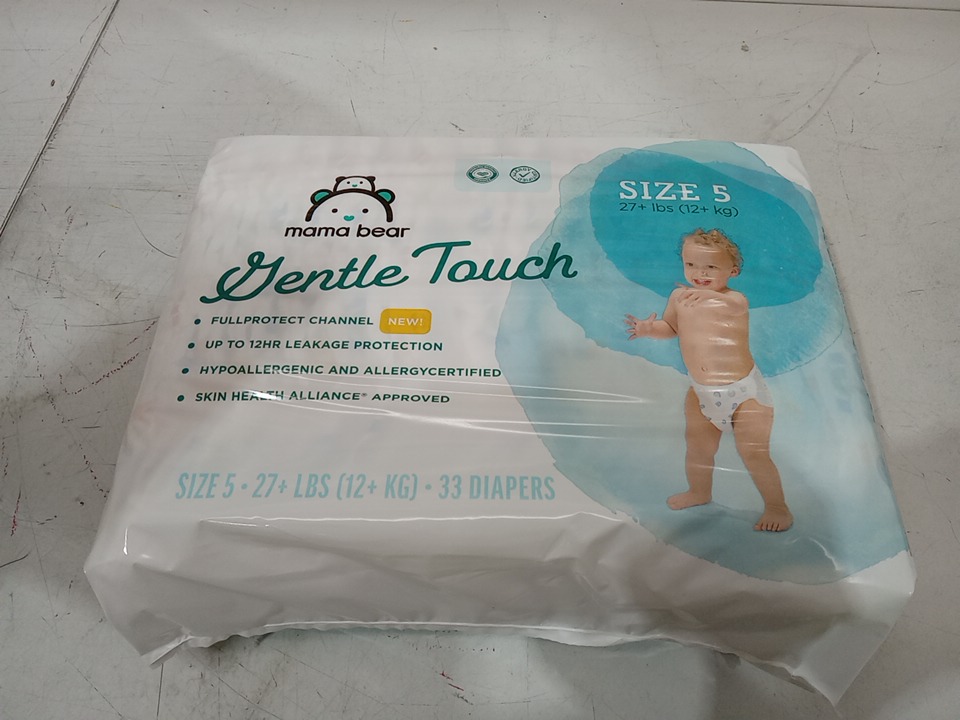 mama bear
Gentle Touch
FULLPROTECT CHANNEL NEW!
UP TO 12HR LEAKAGE PROTECTION
HYPOALLERGENIC AND ALLERGYCERTIFIED
SKIN HEALTH ALLIANCE® APPROVED
SIZE 5 • 27+ LBS (12+ KG) • 33 DIAPERS
SIZE 5
27+ lbs (12+ kg)